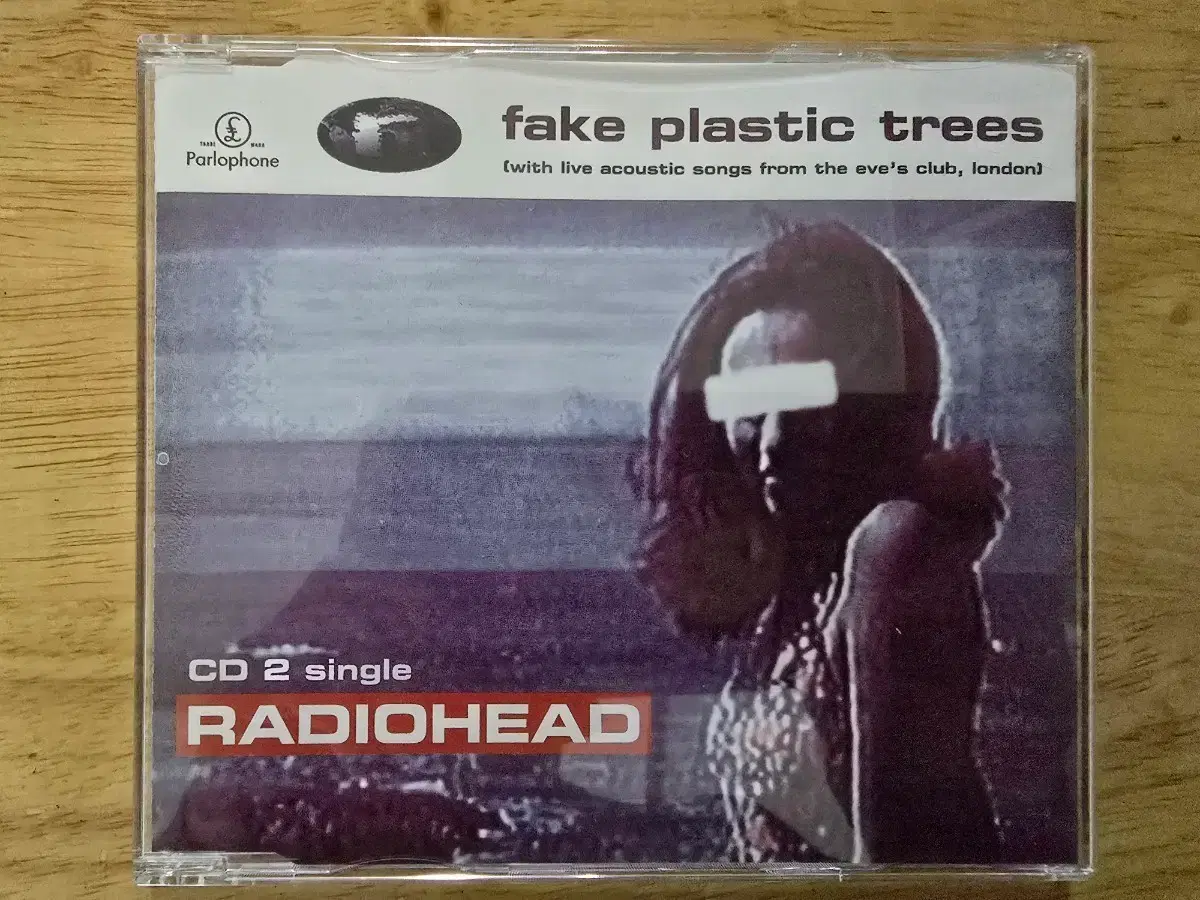 £
TRADE MARK
Parlophone
fake plastic trees
(with live acoustic songs from the eve's club, london)
CD 2 single
RADIOHEAD